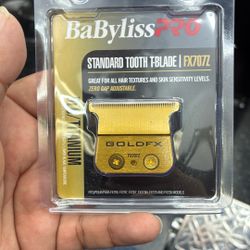 BaBylissPRO
STANDARD TOOTH T-BLADE | FX707Z
GREAT FOR ALL HAIR TEXTURES AND SKIN SENSITIVITY LEVELS.
ZERO GAP ADJUSTABLE.
TITANIUM
GOLDFX
FX707Z